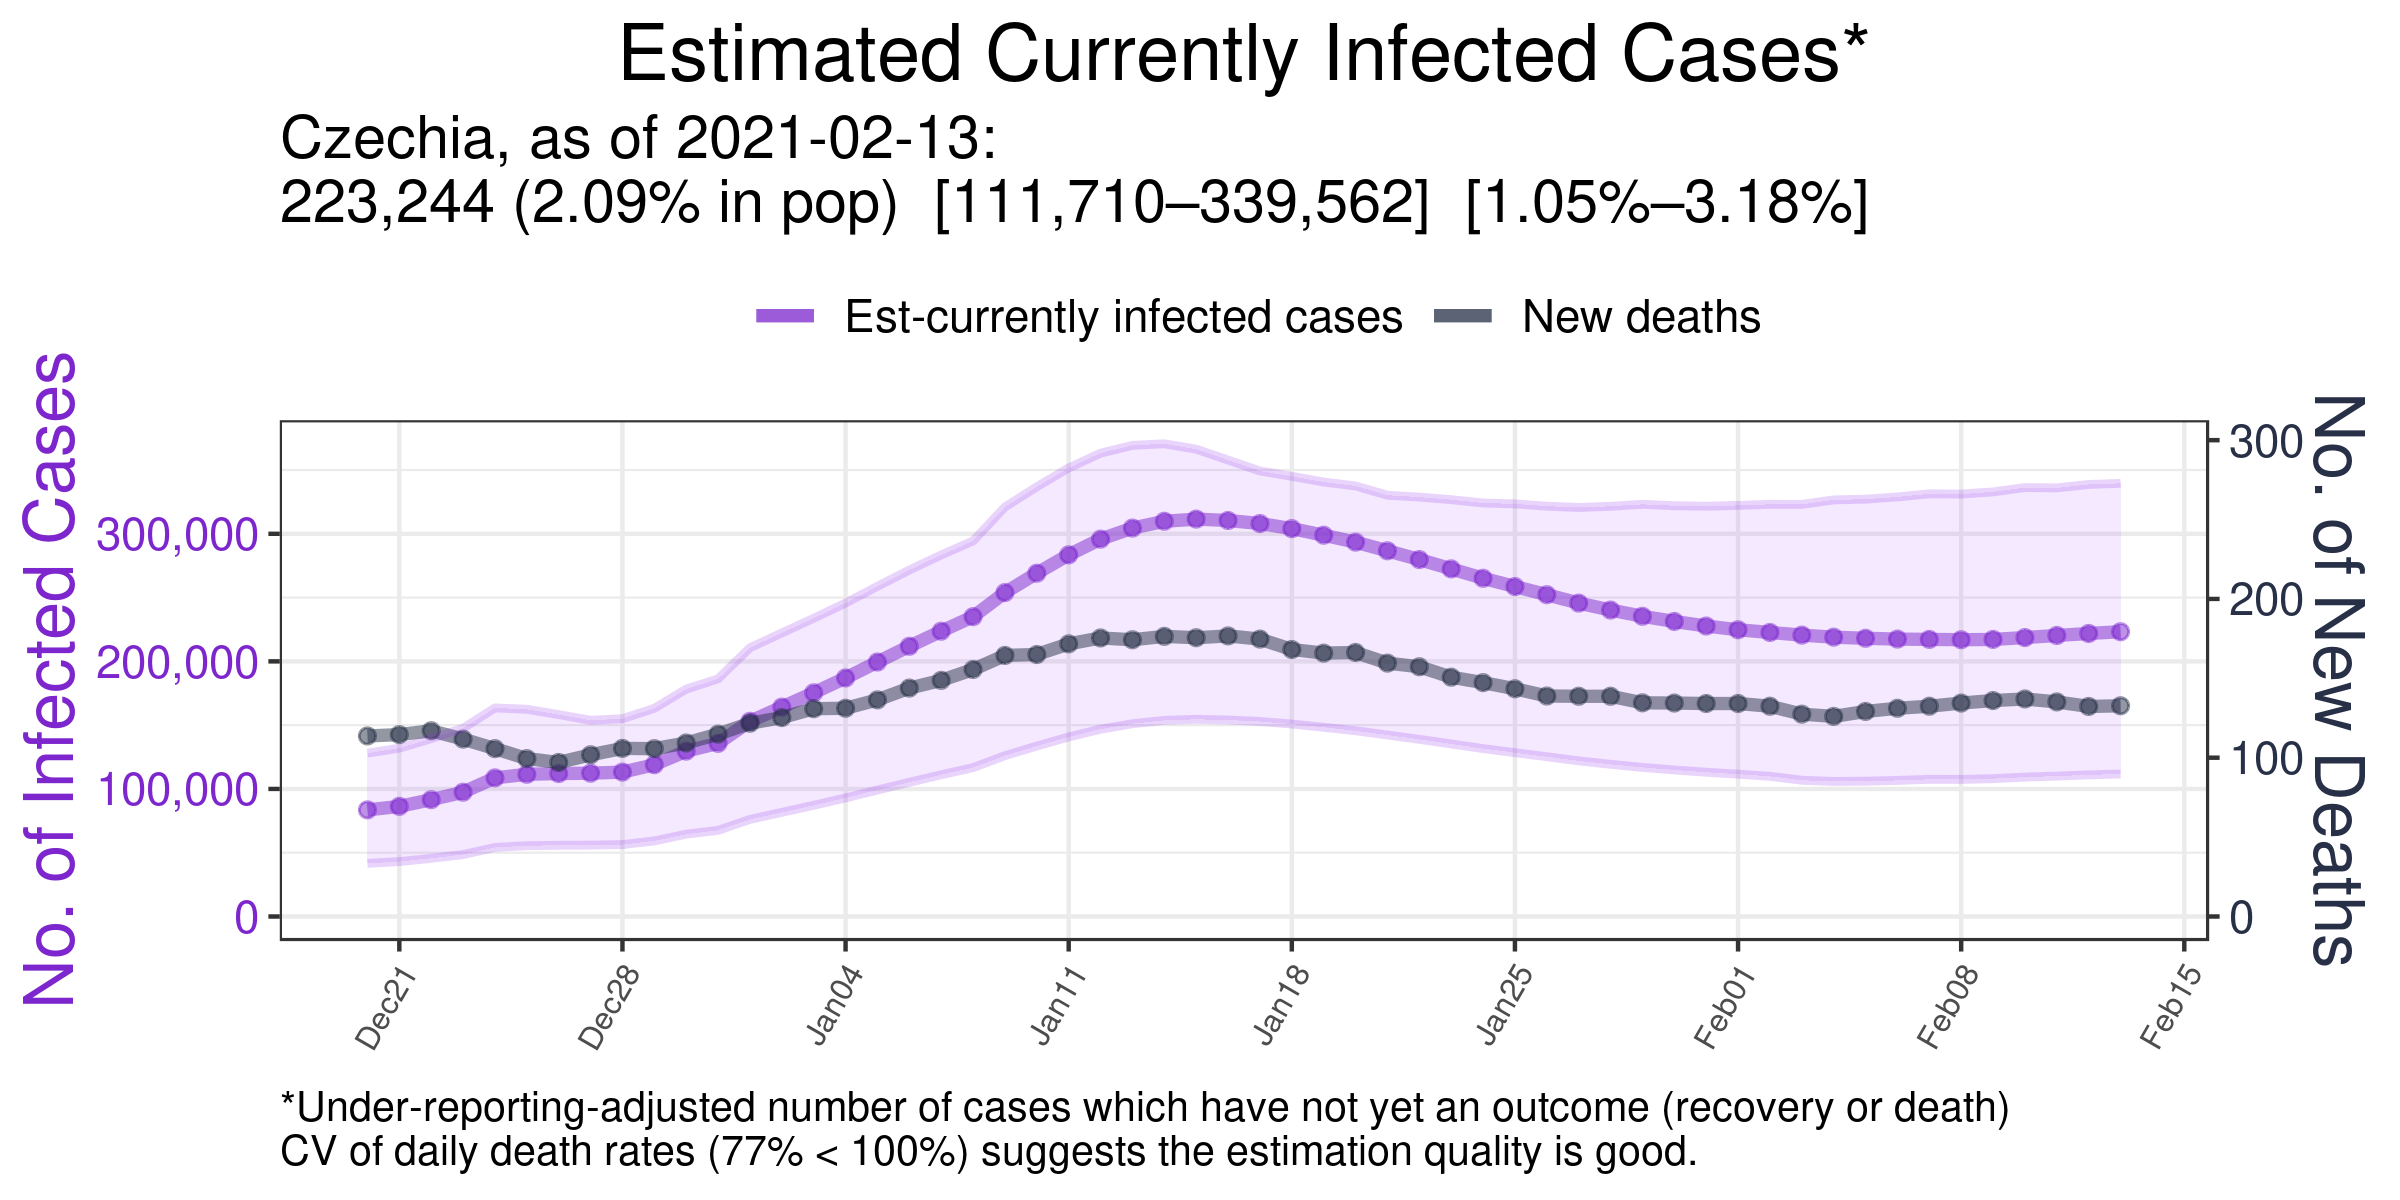 Estimated Currently Infected Cases*
Czechia, as of 2021-02-13:
223,244 (2.09% in pop)  [111,710–339,562]  [1.05%–3.18%]
Est-currently infected cases
New deaths
No. of Infected Cases
300,000
200,000
100,000
0
300
200
100
0
No. of New Deaths
Dec21
Dec28
Jan04
Jan11
Jan18
Jan25
Feb01
Feb08
Feb15
*Under-reporting-adjusted number of cases which have not yet an outcome (recovery or death)
CV of daily death rates (77% < 100%) suggests the estimation quality is good.